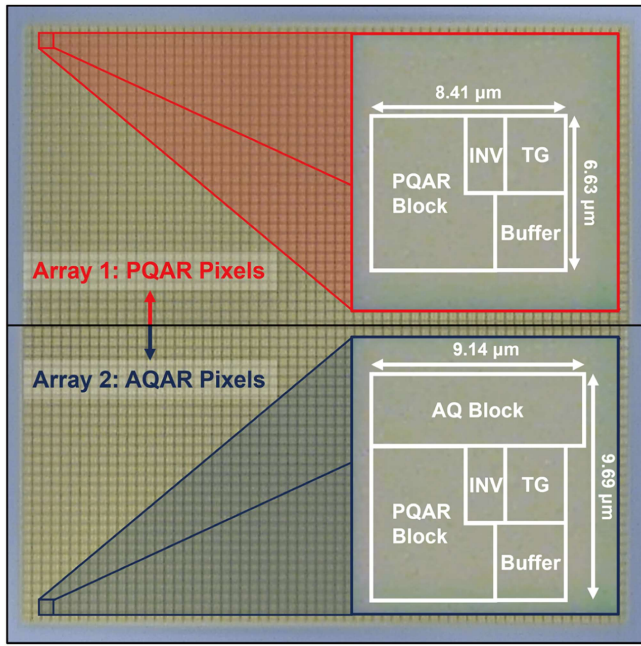 8.41 µm
INV
TG
PQAR
Block
6.63 µm
Buffer
Array 1: PQAR Pixels
Array 2: AQAR Pixels
9.14 µm
AQ Block
INV
TG
PQAR
Block
9.69 µm
Buffer